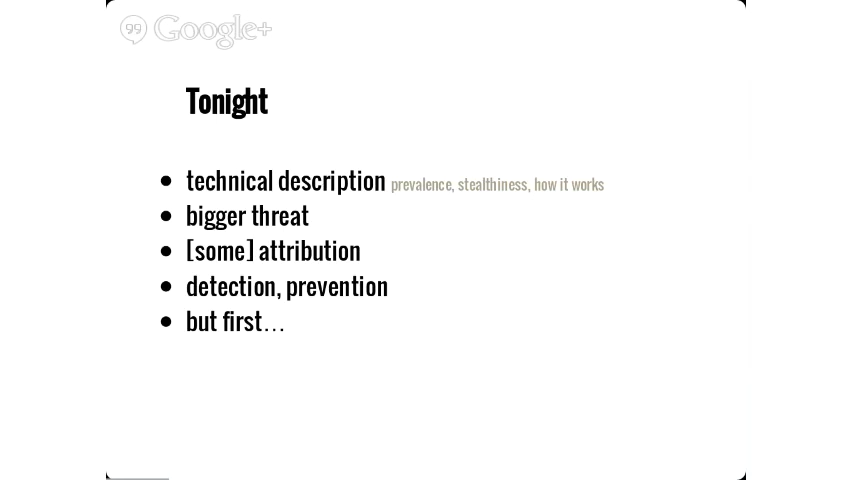 Google+
Tonight
technical description prevalence, stealthiness, how it works
bigger threat
[some] attribution
detection, prevention
but first...